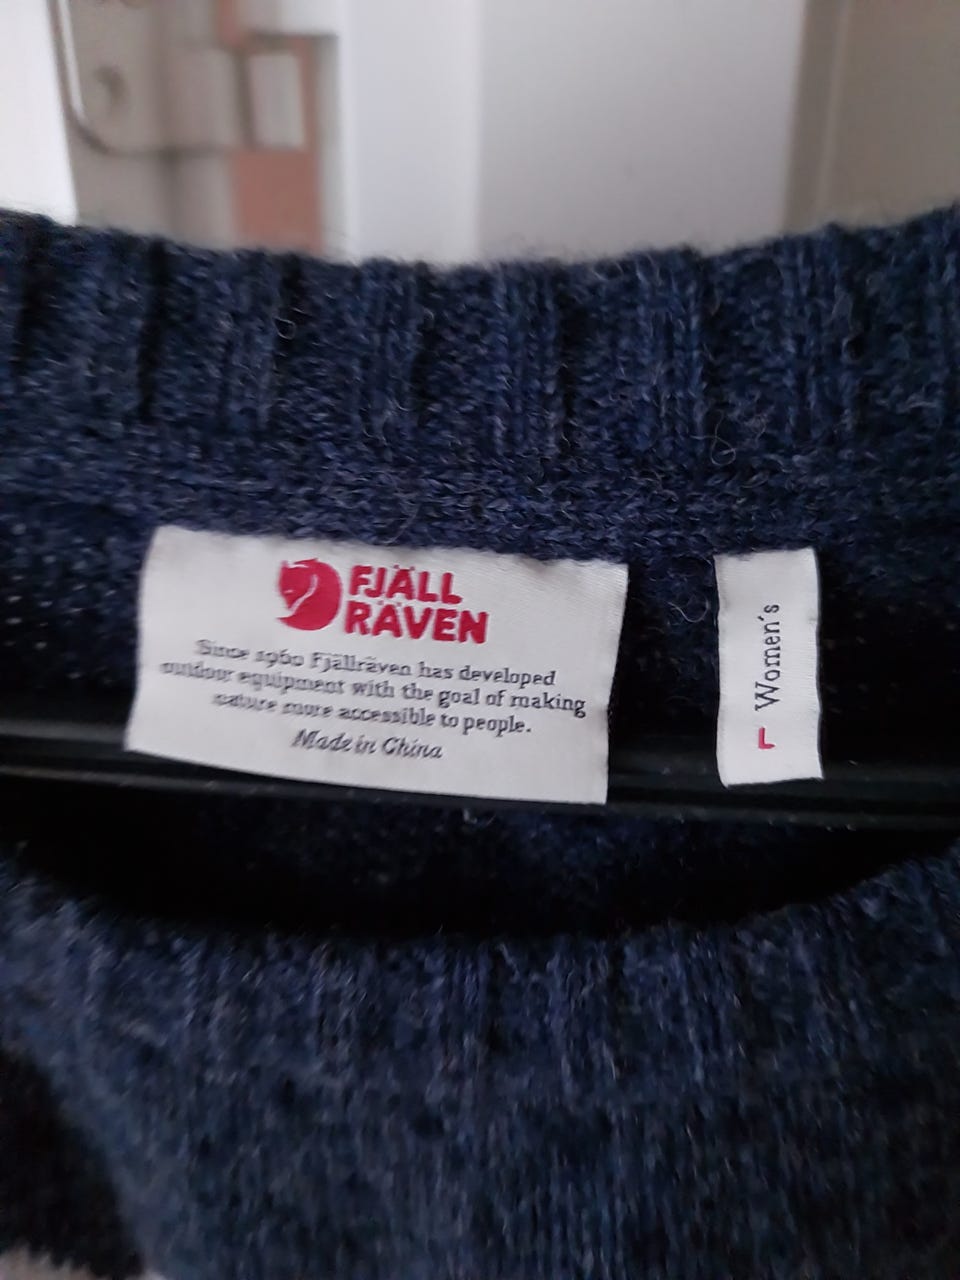 FJÄLL
RÄVEN
Since 1960 Fjällräven has developed
outdoor equipment with the goal of making
nature more accessible to people.
Made in China
L Women's